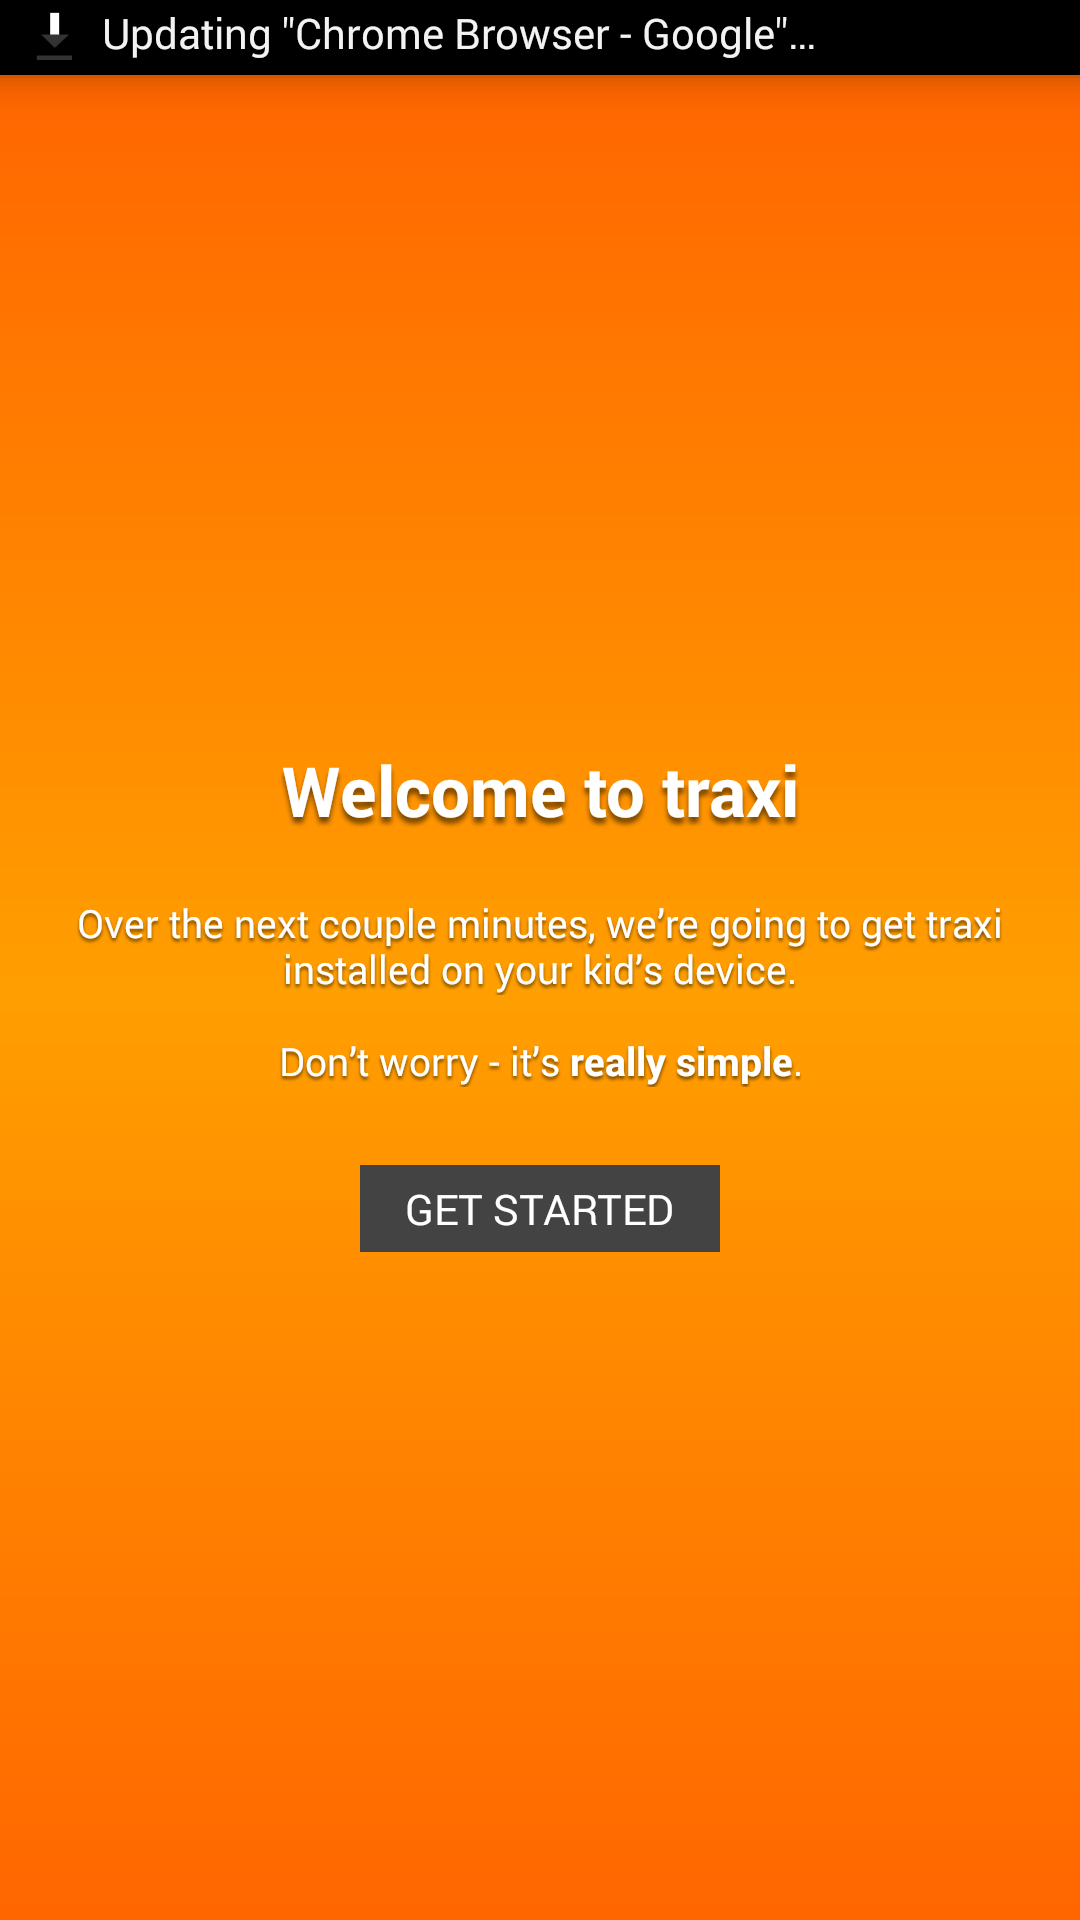 Updating "Chrome Browser - Google"...
Welcome to traxi
Over the next couple minutes, we’re going to get traxi
installed on your kid’s device.
Don’t worry - it’s really simple.
GET STARTED